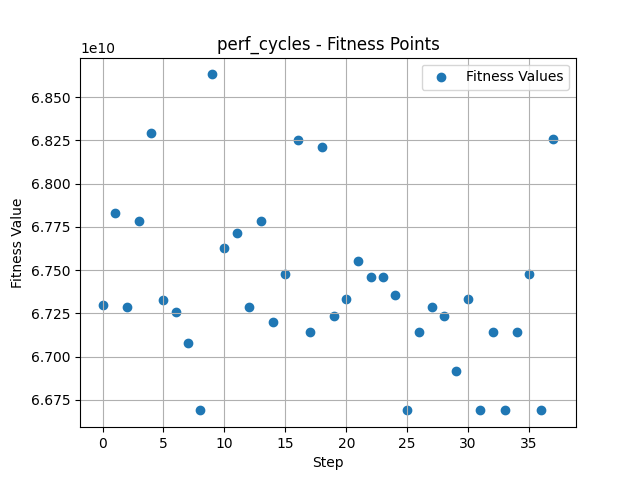 perf_cycles - Fitness Points
1e10
Fitness Values
6.850
6.825
6.800
6.775
6.750
6.725
6.700
6.675
Fitness Value
0 5 10 15 20 25 30 35
Step